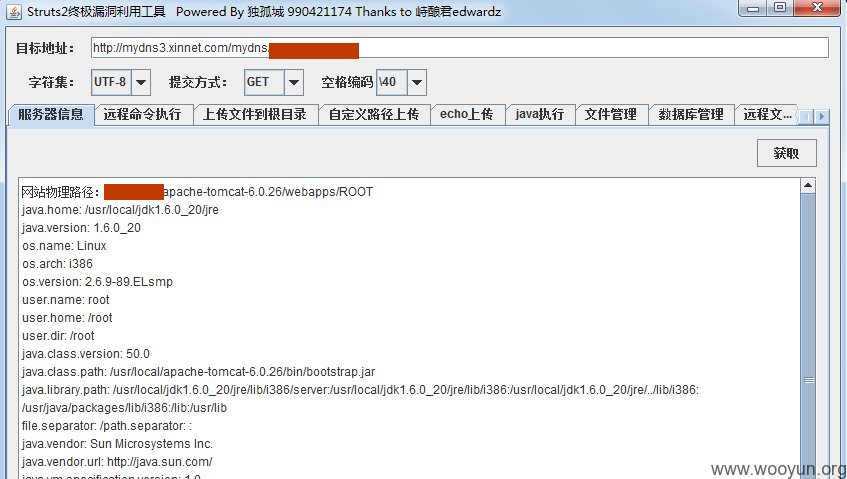 Struts2终极漏洞利用工具 Powered By 独孤城 990421174 Thanks to 峙酿君edwardz
目标地址： http://mydns3.xinnet.com/mydns/
字符集： UTF-8 提交方式： GET 空格编码 \40
服务器信息 远程命令执行 上传文件到根目录 自定义路径上传 echo上传 java执行 文件管理 数据库管理 远程文...
获取
网站物理路径： apache-tomcat-6.0.26/webapps/ROOT
java.home: /usr/local/jdk1.6.0_20/jre
java.version: 1.6.0_20
os.name: Linux
os.arch: i386
os.version: 2.6.9-89.ELsmp
user.name: root
user.home: /root
user.dir: /root
java.class.version: 50.0
java.class.path: /usr/local/apache-tomcat-6.0.26/bin/bootstrap.jar
java.library.path: /usr/local/jdk1.6.0_20/jre/lib/i386/server:/usr/local/jdk1.6.0_20/jre/lib/i386:/usr/local/jdk1.6.0_20/jre/../lib/i386:
/usr/java/packages/lib/i386:/lib:/usr/lib
file.separator: /path.separator: :
java.vendor: Sun Microsystems Inc.
java.vendor.url: http://java.sun.com/
java.vm.specification.version: 1.0
www.wooyun.org